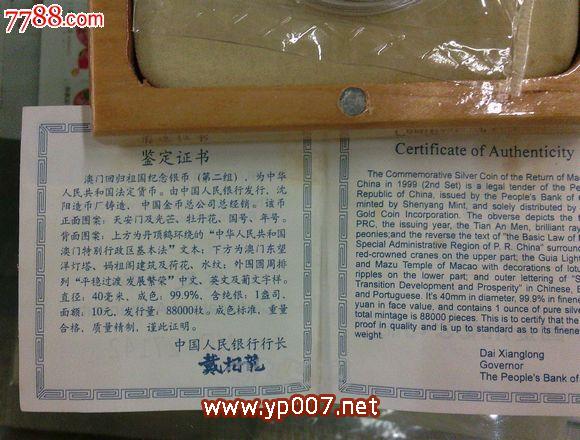 7788.com
鉴定证书
澳门回归祖国纪念银币（第二组），为中华
人民共和国法定货币。由中国人民银行发行，沈
阳造币厂铸造，中国金币总公司总经销。该币
正面图案：天安门及光芒、牡丹花、国号、年号。
背面图案：上方为丹顶鹤环绕的“中华人民共和国
澳门特别行政区基本法”文本；下方为澳门东望
洋灯塔、妈祖阁建筑及荷花、水纹；外国圈周排
列“平稳过渡 发展繁荣”中文、英文及葡文字样。
直径：40毫米，成色：99.9%，含纯银：1盎司，
面额：10元，发行量：88000枚。成色标准，重量
合格，质量精制，谨此证明。
中国人民银行行长
戴相龙
Certificate of Authenticity
The Commemorative Silver Coin of the Return of
China in 1999 (2nd Set) is a legal tender of the
Republic of China, issued by the People's Bank of
minted by Shenyang Mint, and solely distributed by
Gold Coin Incorporation. The obverse depicts the
PRC, the issuing year, the Tian An Men, brilliant ray
peonies;and the reverse the text of "the Basic Law of
Special Administrative Region of P. R. China" surroun
red-crowned cranes on the upper part; the Guia Light
and Mazu Temple of Macao with decorations of lotu
ripples on the lower part; and outer lettering of
Transition Development and Prosperity" in Chinese,
and Portuguese. It's 40mm in diameter, 99.9% in finene
yuan in face value, and contains 1 ounce of pure silver
total mintage is 88000 pieces. This is to certify that the
proof in quality and is up to standard as to its finene
weight.
Dai Xianglong
Governor
The People's Bank of
www.yp007.net